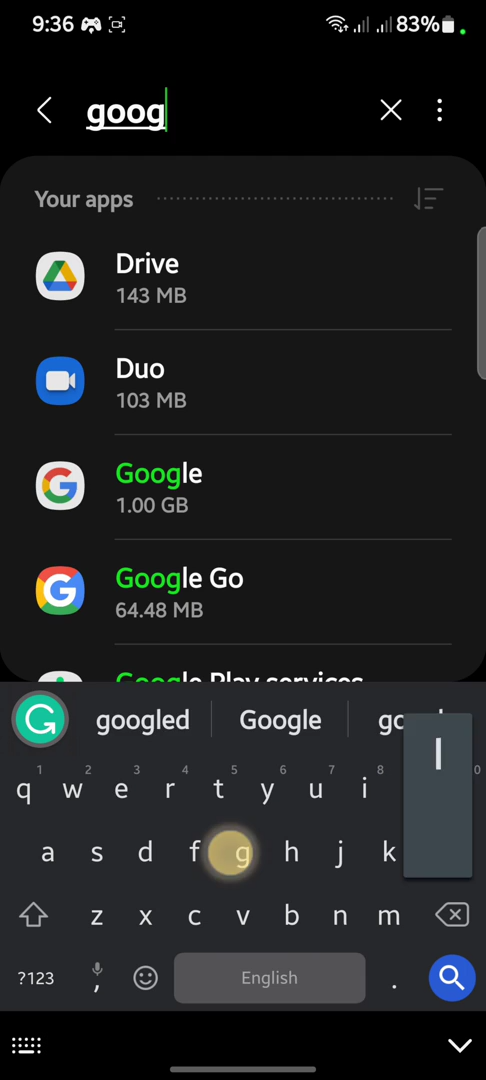 9:36 83%
goog
Your apps
Drive
143 MB
Duo
103 MB
Google
1.00 GB
Google Go
64.48 MB
Google Play services
googled Google
l
1 2 3 4 5 6 7 8 0
q w e r t y u i
a s d f g h j k
z x c v b n m
?123 , English .